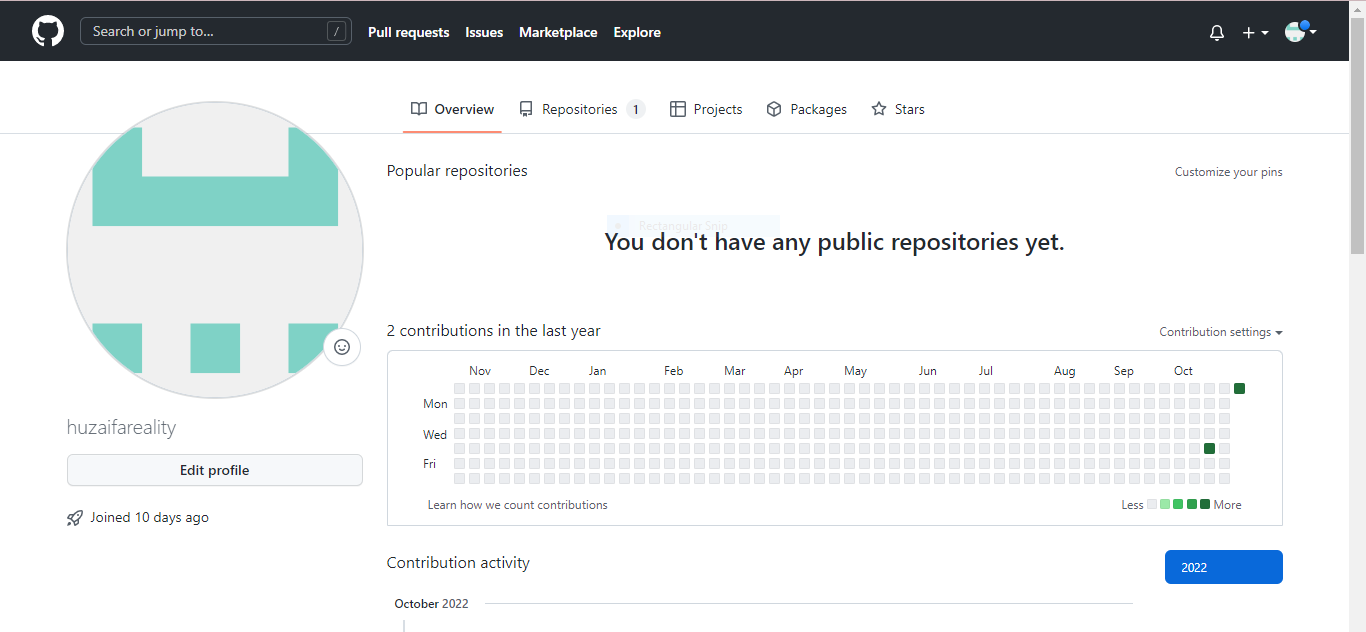 Search or jump to... / Pull requests Issues Marketplace Explore
Overview Repositories 1 Projects Packages Stars
Popular repositories Customize your pins
Rectangular Snip
You don't have any public repositories yet.
2 contributions in the last year Contribution settings
Nov Dec Jan Feb Mar Apr May Jun Jul Aug Sep Oct
Mon
Wed
Fri
Learn how we count contributions Less More
huzaifareality
Edit profile
Joined 10 days ago
Contribution activity 2022
October 2022